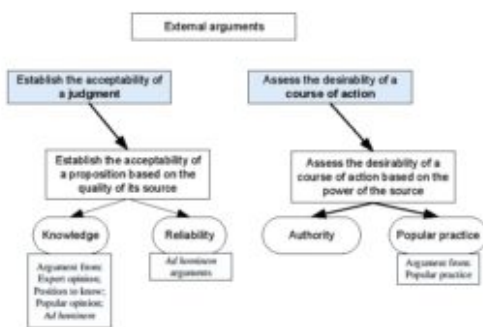 External arguments
Establish the acceptability of
a judgment
Assess the desirablity of a
course of action
Establish the acceptability of
a proposition based on the
quality of its source
Assess the desirablity of a
course of action based on the
power of the source
Knowledge
Reliability
Authority
Popular practice
Argument from:
Expert opinion;
Position to know;
Popular opinion;
Ad hominem
Ad hominem
arguments
Argument from:
Popular practice